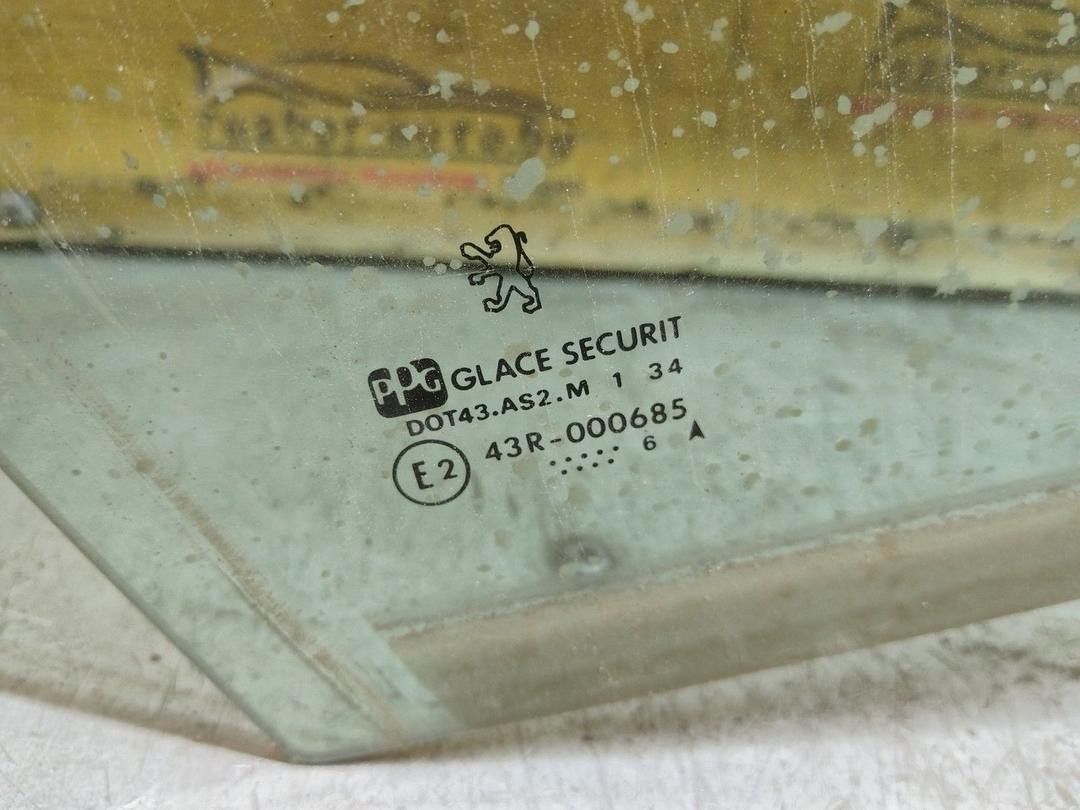 PPG GLACE SECURIT
DOT43.AS2.M 1 34
E2 43R-000685
6